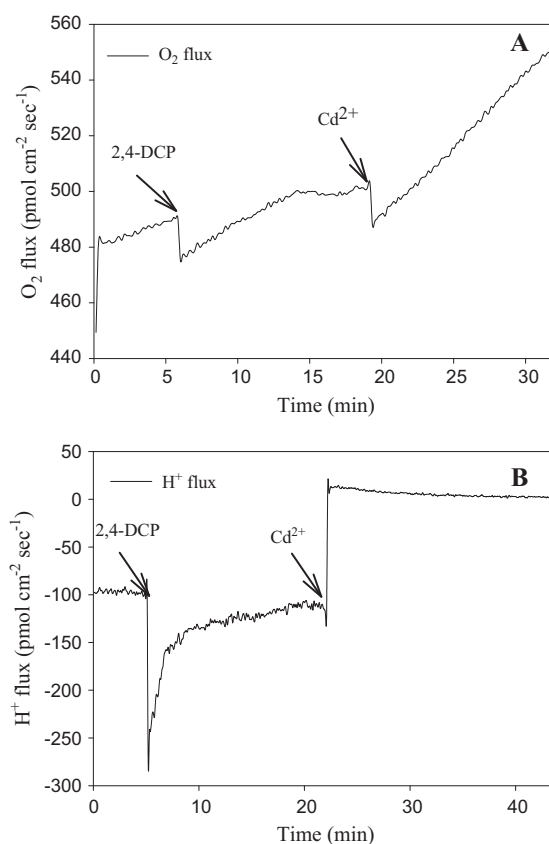 A
O₂ flux
560
540
520
500
480
460
440
2,4-DCP
Cd2+
O₂ flux (pmol cm⁻² sec⁻¹)
0 5 10 15 20 25 30
Time (min)
B
H⁺ flux
50
0
-50
-100
-150
-200
-250
-300
2,4-DCP
Cd²⁺
H⁺ flux (pmol cm⁻² sec⁻¹)
0 10 20 30 40
Time (min)